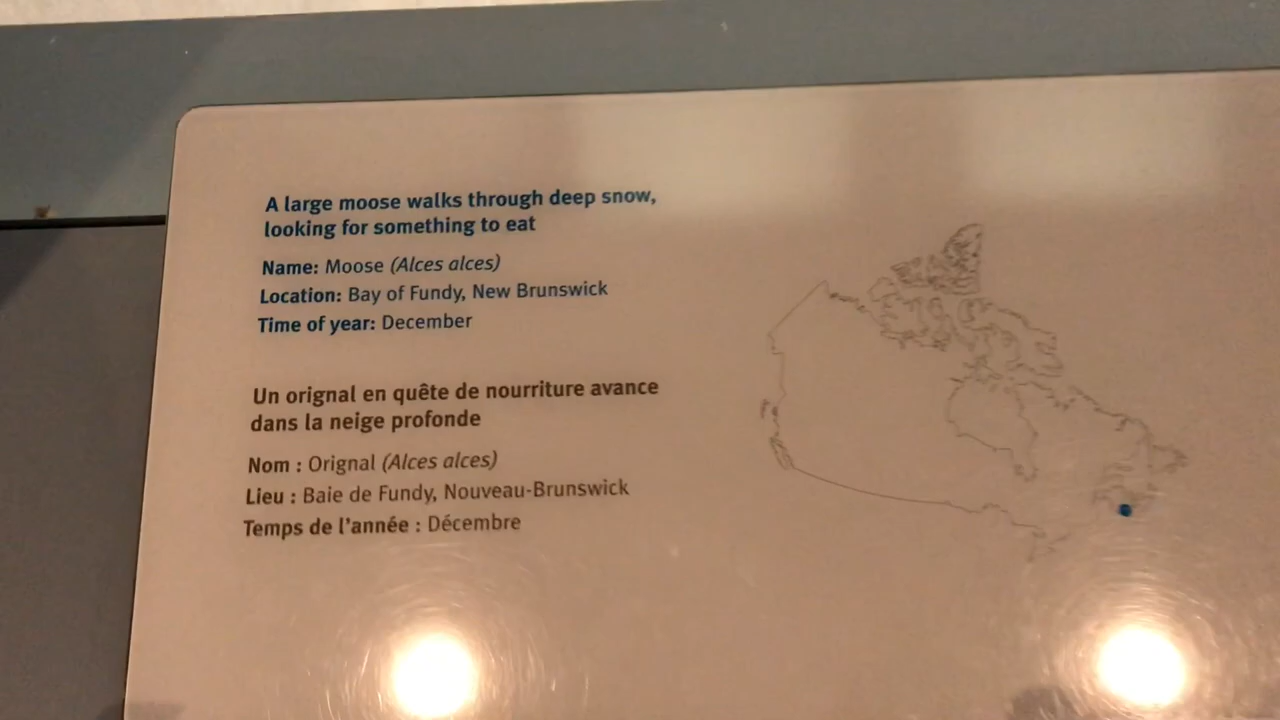 A large moose walks through deep snow,
looking for something to eat
Name: Moose (Alces alces)
Location: Bay of Fundy, New Brunswick
Time of year: December
Un orignal en quête de nourriture avance
dans la neige profonde
Nom : Orignal (Alces alces)
Lieu : Baie de Fundy, Nouveau-Brunswick
Temps de l'année : Décembre